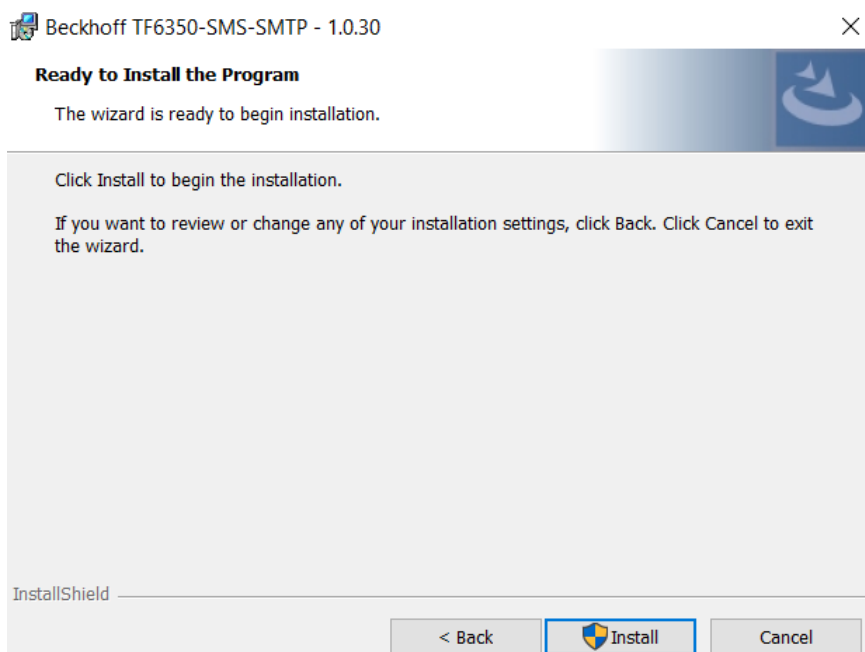 Beckhoff TF6350-SMS-SMTP - 1.0.30
Ready to Install the Program
The wizard is ready to begin installation.
Click Install to begin the installation.
If you want to review or change any of your installation settings, click Back. Click Cancel to exit
the wizard.
InstallShield
< Back
Install
Cancel